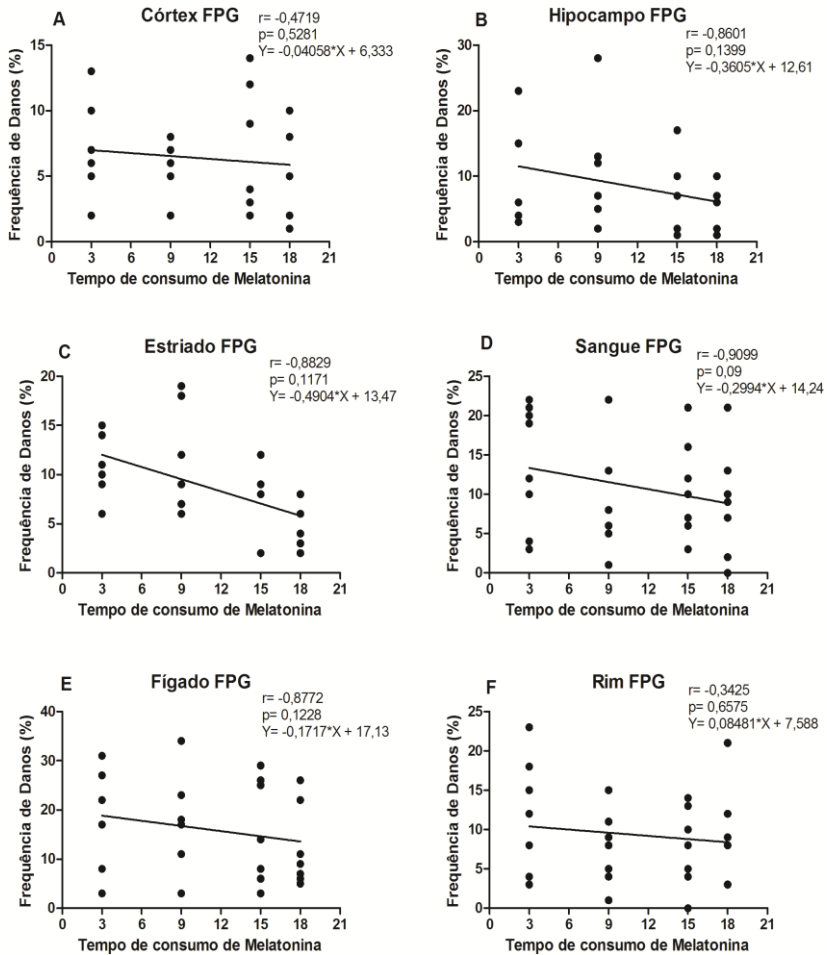 A
Córtex FPG
r= -0,4719
p= 0,5281
Y= -0,04058*X + 6,333
Frequência de Danos (%)
15
10
5
0
0 3 6 9 12 15 18 21
Tempo de consumo de Melatonina
B
Hipocampo FPG
r= -0,8601
p= 0,1399
Y= -0,3605*X + 12,61
Frequência de Danos (%)
30
20
10
0
0 3 6 9 12 15 18 21
Tempo de consumo de Melatonina
C
Estriado FPG
r= -0,8829
p= 0,1171
Y= -0,4904*X + 13,47
Frequência de Danos (%)
20
15
10
5
0
0 3 6 9 12 15 18 21
Tempo de consumo de Melatonina
D
Sangue FPG
r= -0,9099
p= 0,09
Y= -0,2994*X + 14,24
Frequência de Danos (%)
25
20
15
10
5
0
0 3 6 9 12 15 18 21
Tempo de consumo de Melatonina
E
Fígado FPG
r= -0,8772
p= 0,1228
Y= -0,1717*X + 17,13
Frequência de Danos (%)
40
30
20
10
0
0 3 6 9 12 15 18 21
Tempo de consumo de Melatonina
F
Rim FPG
r= -0,3425
p= 0,6575
Y= 0,08481*X + 7,588
Frequência de Danos (%)
25
20
15
10
5
0
0 3 6 9 12 15 18 21
Tempo de consumo de Melatonina